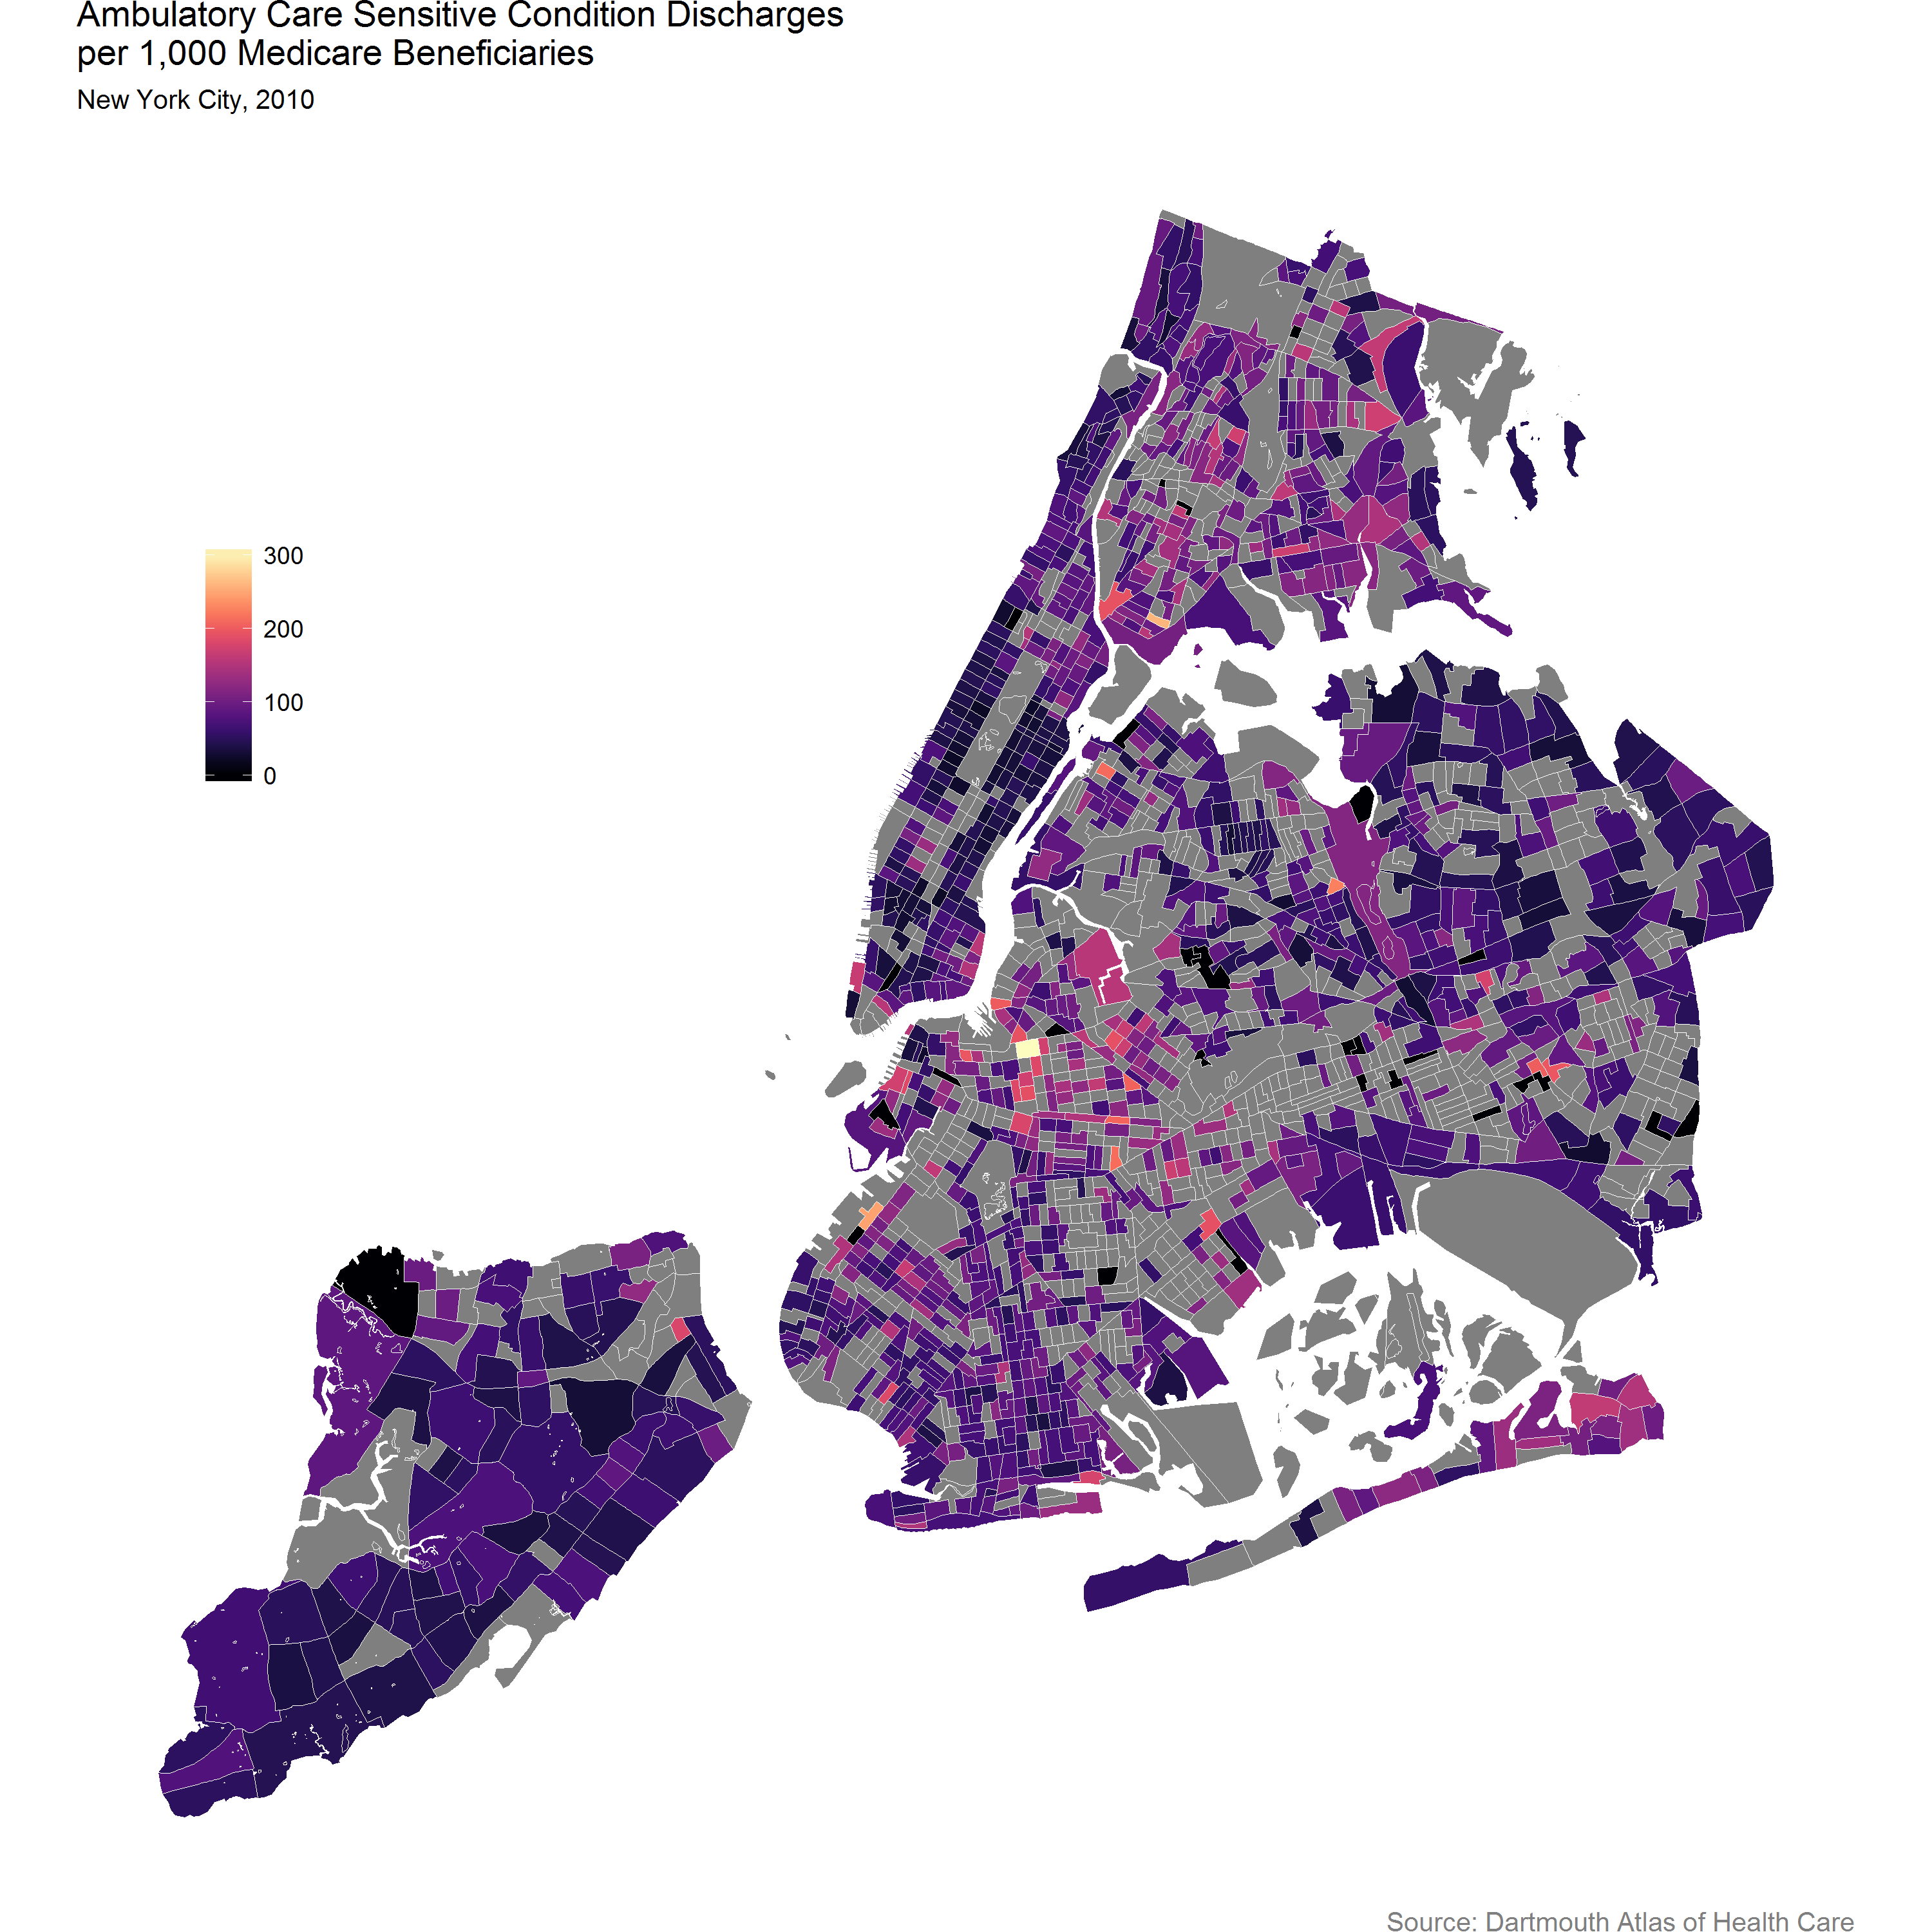 Ambulatory Care Sensitive Condition Discharges
per 1,000 Medicare Beneficiaries
New York City, 2010
300
200
100
0
Source: Dartmouth Atlas of Health Care